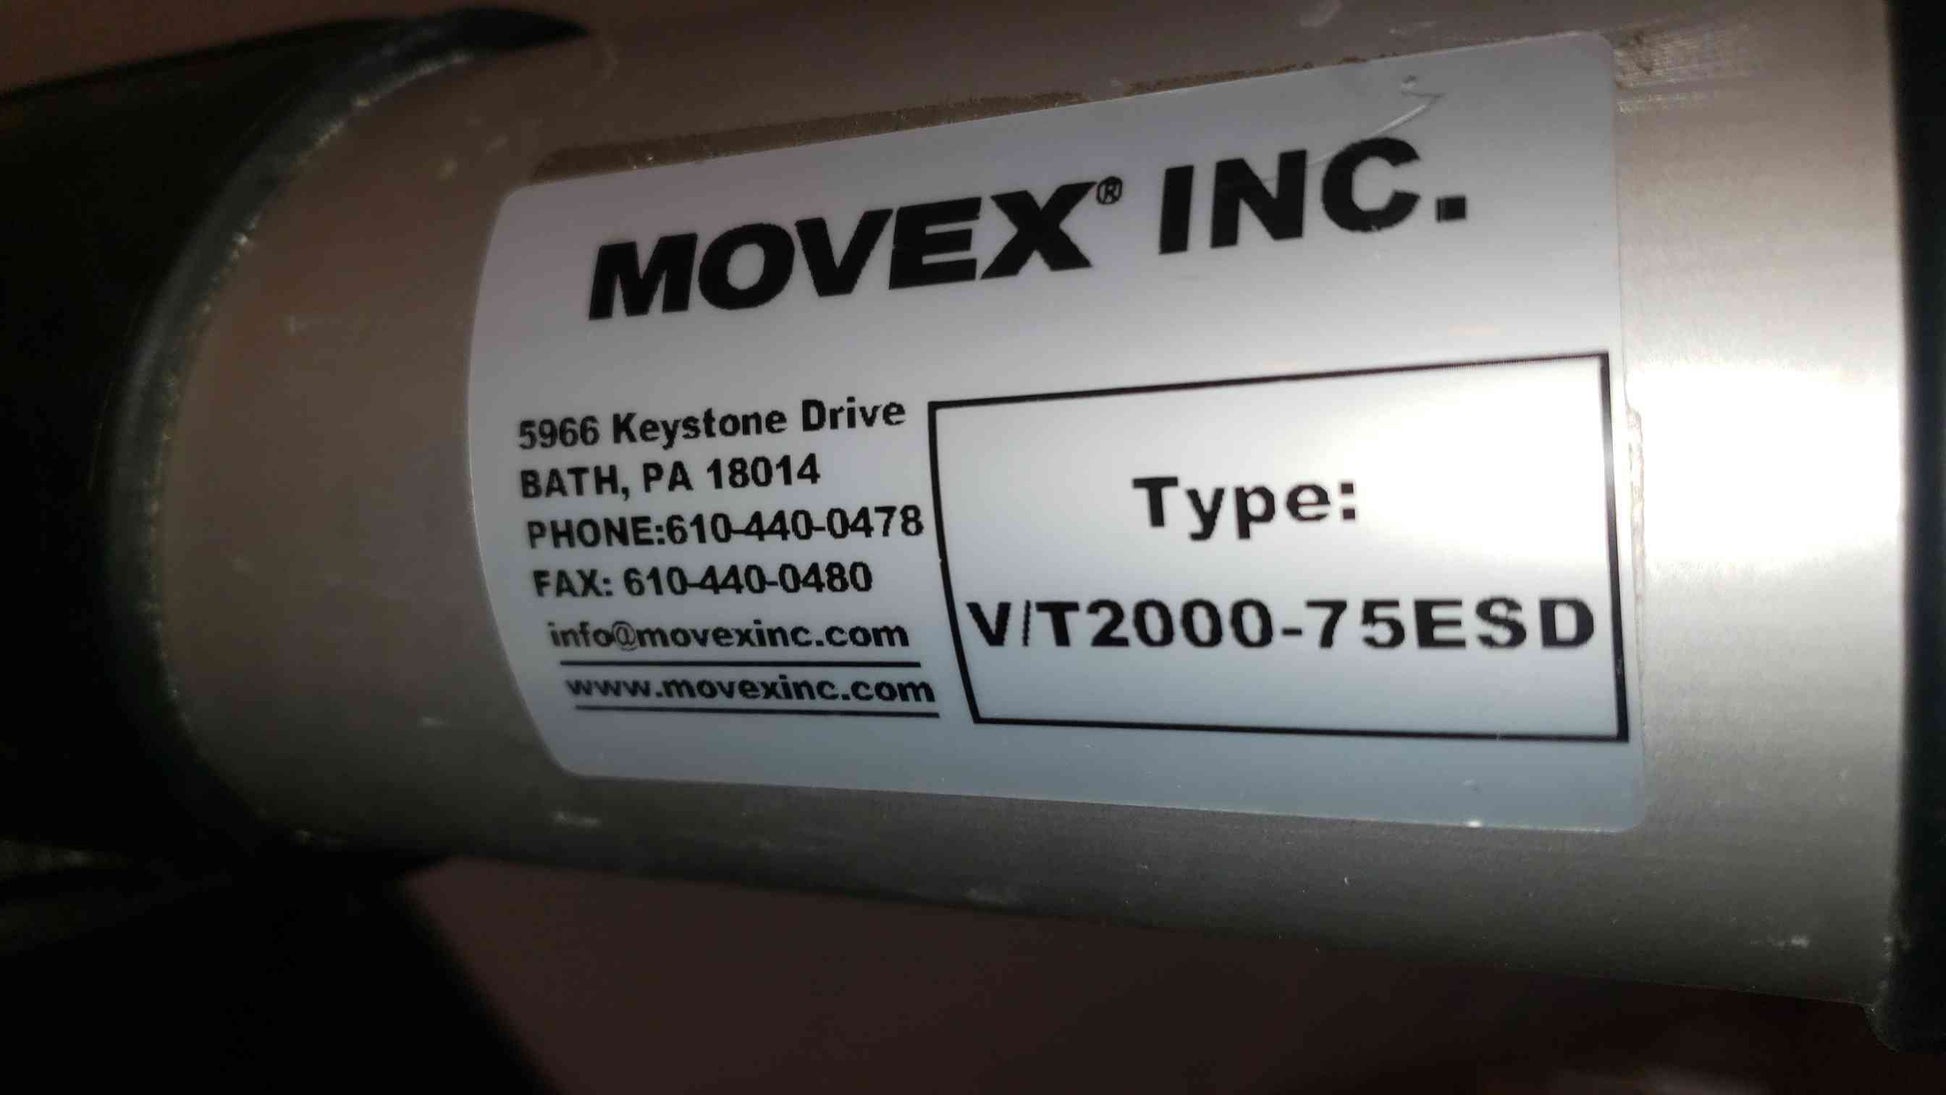 MOVEX® INC.
5966 Keystone Drive
BATH, PA 18014
PHONE:610-440-0478
FAX: 610-440-0480
info@movexinc.com
www.movexinc.com
Type:
V/T2000-75ESD